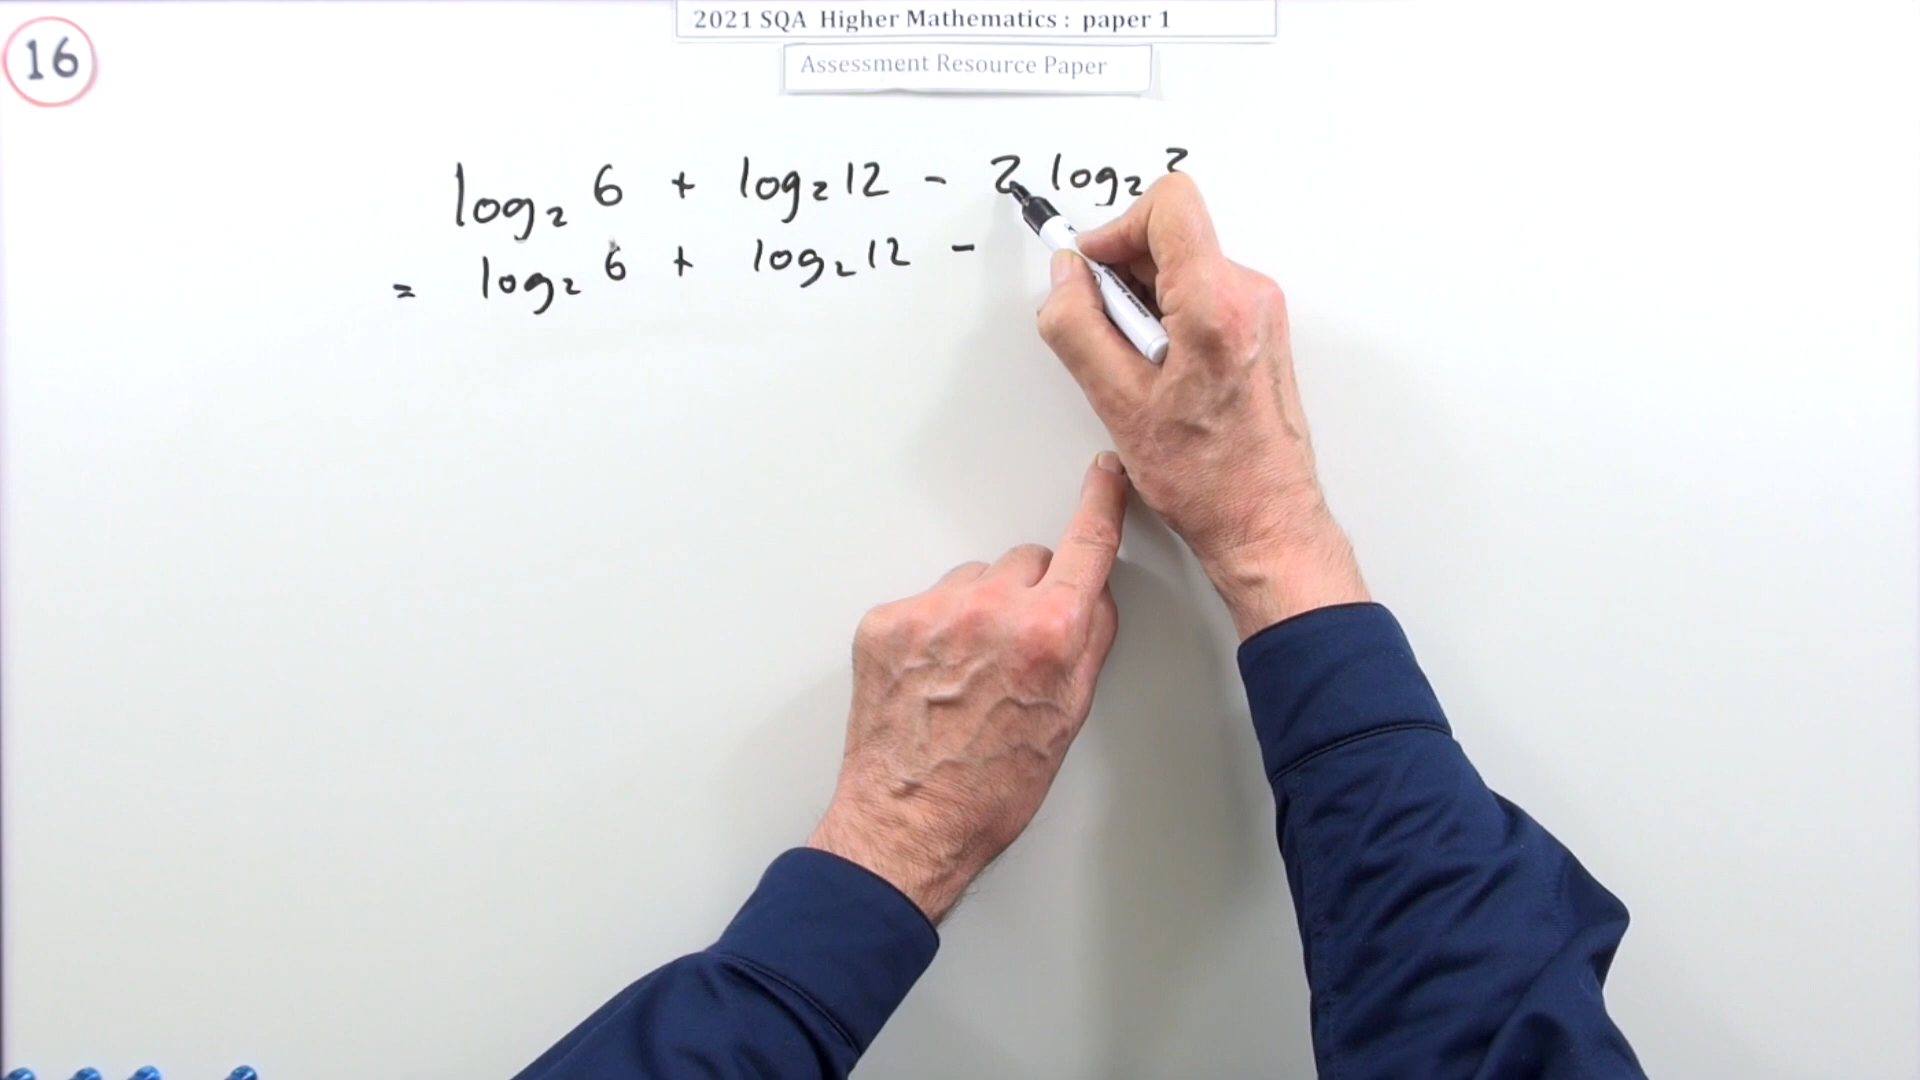 2021 SQA Higher Mathematics : paper 1
Assessment Resource Paper
16
log₂ 6 + log₂ 12 - 2 log₂
= log₂ 6 + log₂ 12 -